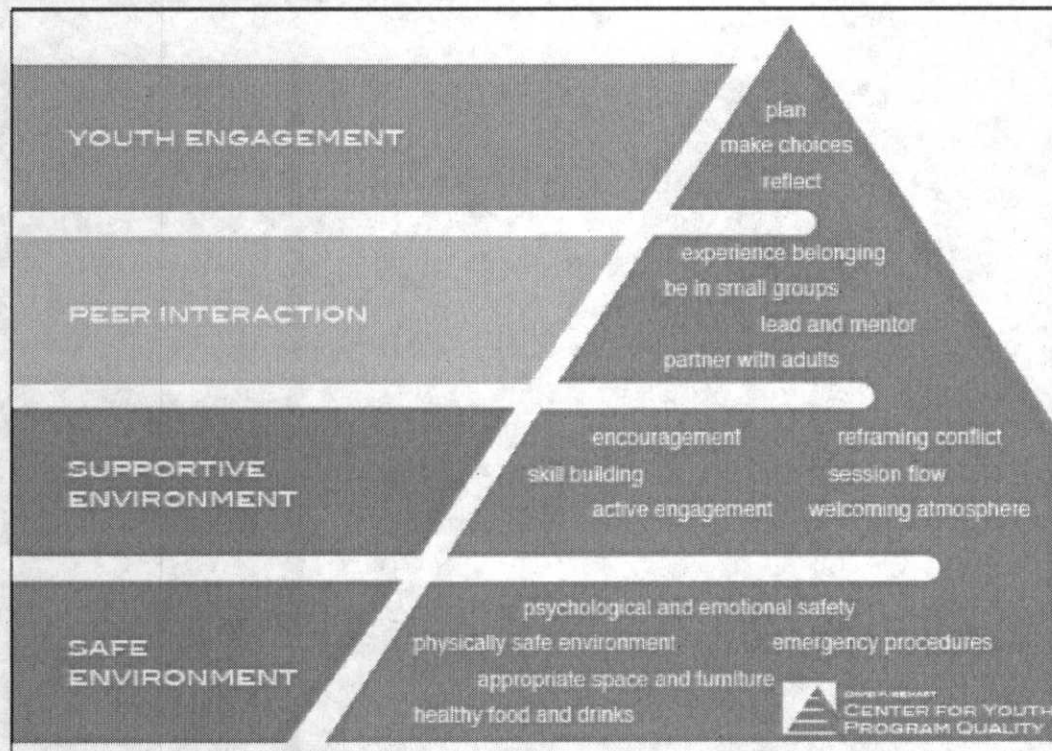 YOUTH ENGAGEMENT
plan
make choices
reflect
PEER INTERACTION
experience belonging
be in small groups
lead and mentor
partner with adults
SUPPORTIVE
ENVIRONMENT
encouragement
reframing conflict
skill building
session flow
active engagement
welcoming atmosphere
SAFE
ENVIRONMENT
psychological and emotional safety
physically safe environment
emergency procedures
appropriate space and furniture
healthy food and drinks
CENTER FOR YOUTH
PROGRAM QUALITY